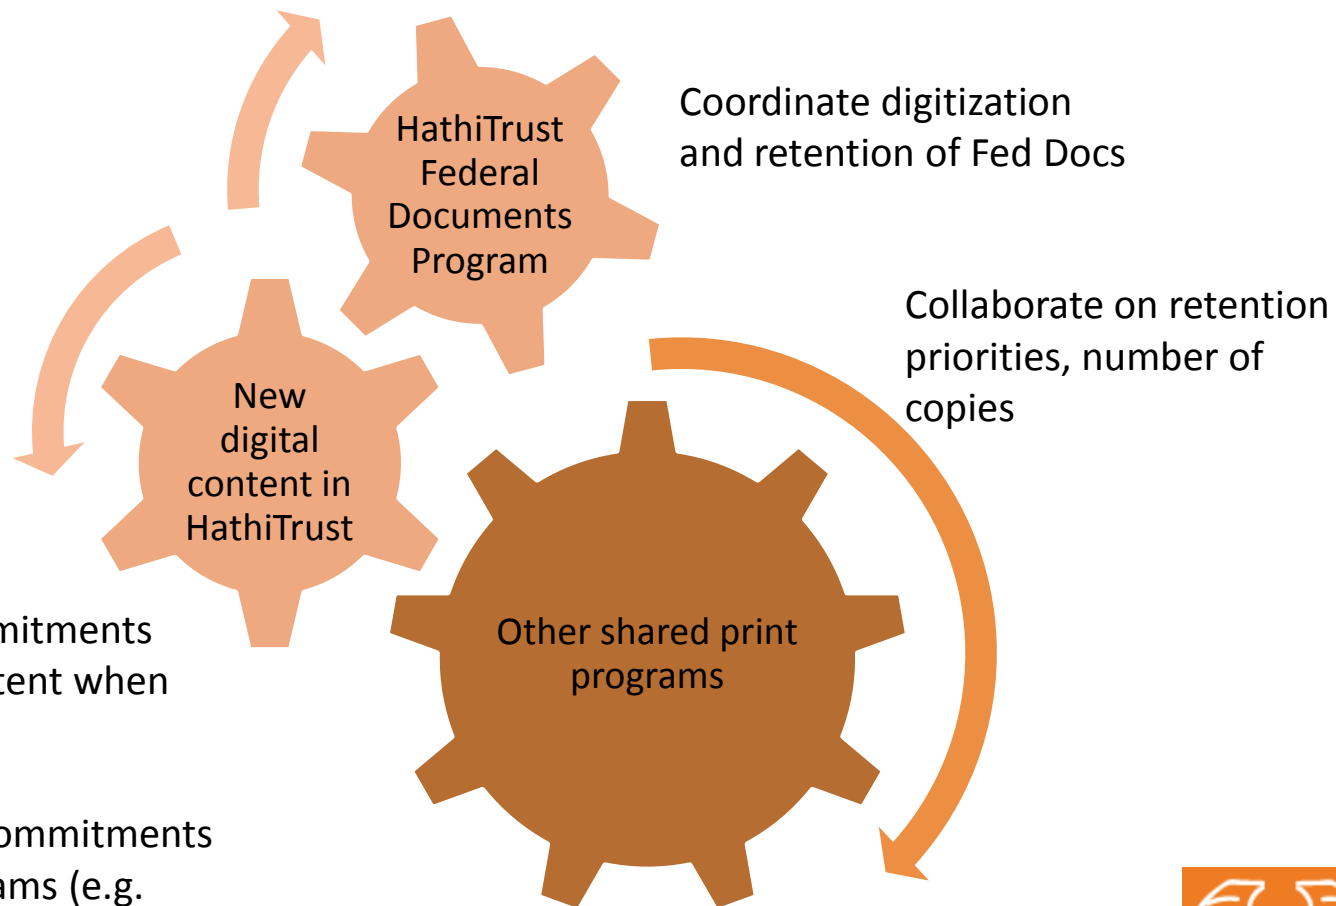 HathiTrust
Federal
Documents
Program
Coordinate digitization
and retention of Fed Docs
Collaborate on retention
priorities, number of
copies
New
digital
content in
HathiTrust
Other shared print
programs
mitments
tent when
ommitments
ams (e.g.